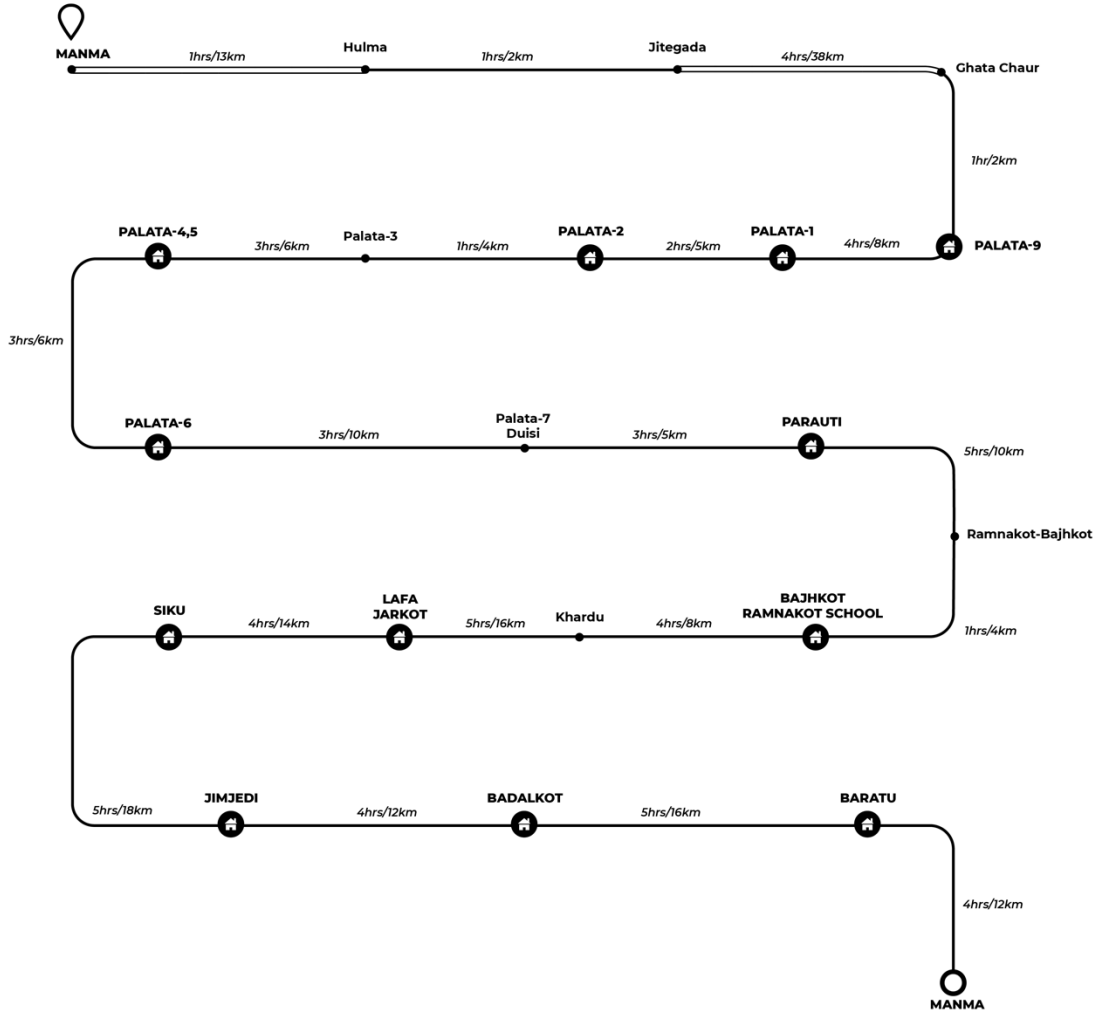 MANMA
1hrs/13km
Hulma
1hrs/2km
Jitegada
4hrs/38km
Ghata Chaur
1hr/2km
PALATA-4,5
3hrs/6km
Palata-3
1hrs/4km
PALATA-2
2hrs/5km
PALATA-1
4hrs/8km
PALATA-9
3hrs/6km
PALATA-6
3hrs/10km
Palata-7
Duisi
3hrs/5km
PARAUTI
5hrs/10km
Ramnakot-Bajhkot
SIKU
4hrs/14km
LAFA
JARKOT
5hrs/16km
Khardu
4hrs/8km
BAJHKOT
RAMNAKOT SCHOOL
1hrs/4km
5hrs/18km
JIMJEDI
4hrs/12km
BADALKOT
5hrs/16km
BARATU
4hrs/12km
MANMA